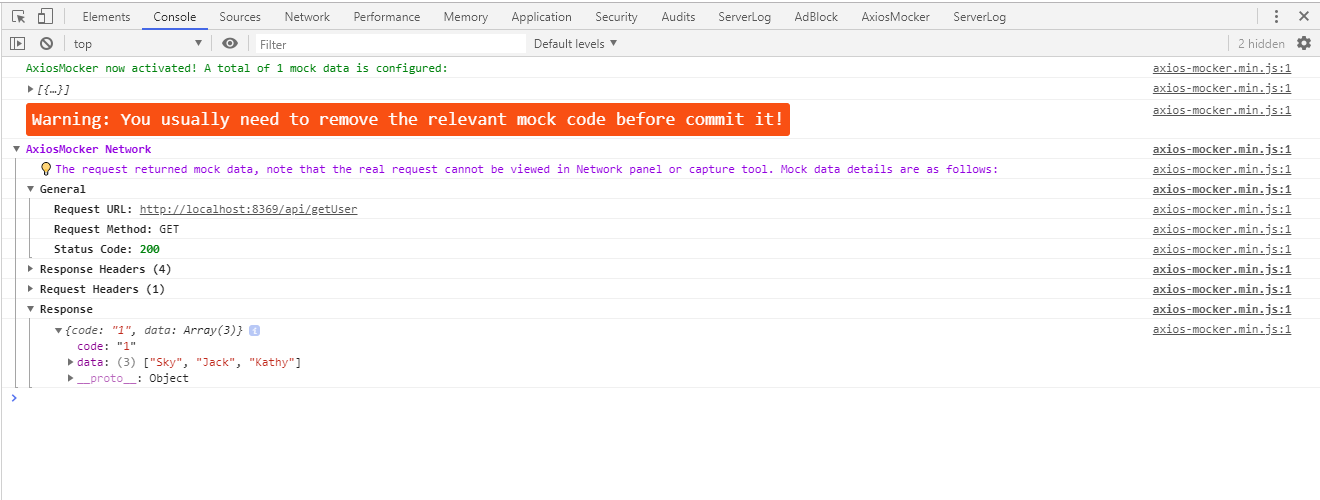 Elements Console Sources Network Performance Memory Application Security Audits ServerLog AdBlock AxiosMocker ServerLog
top Filter Default levels 2 hidden
AxiosMocker now activated! A total of 1 mock data is configured: axios-mocker.min.js:1
[{…}] axios-mocker.min.js:1
Warning: You usually need to remove the relevant mock code before commit it! axios-mocker.min.js:1
AxiosMocker Network axios-mocker.min.js:1
The request returned mock data, note that the real request cannot be viewed in Network panel or capture tool. Mock data details are as follows: axios-mocker.min.js:1
General axios-mocker.min.js:1
Request URL: http://localhost:8369/api/getUser axios-mocker.min.js:1
Request Method: GET axios-mocker.min.js:1
Status Code: 200 axios-mocker.min.js:1
Response Headers (4) axios-mocker.min.js:1
Request Headers (1) axios-mocker.min.js:1
Response axios-mocker.min.js:1
{code: "1", data: Array(3)} axios-mocker.min.js:1
code: "1"
data: (3) ["Sky", "Jack", "Kathy"]
__proto__: Object